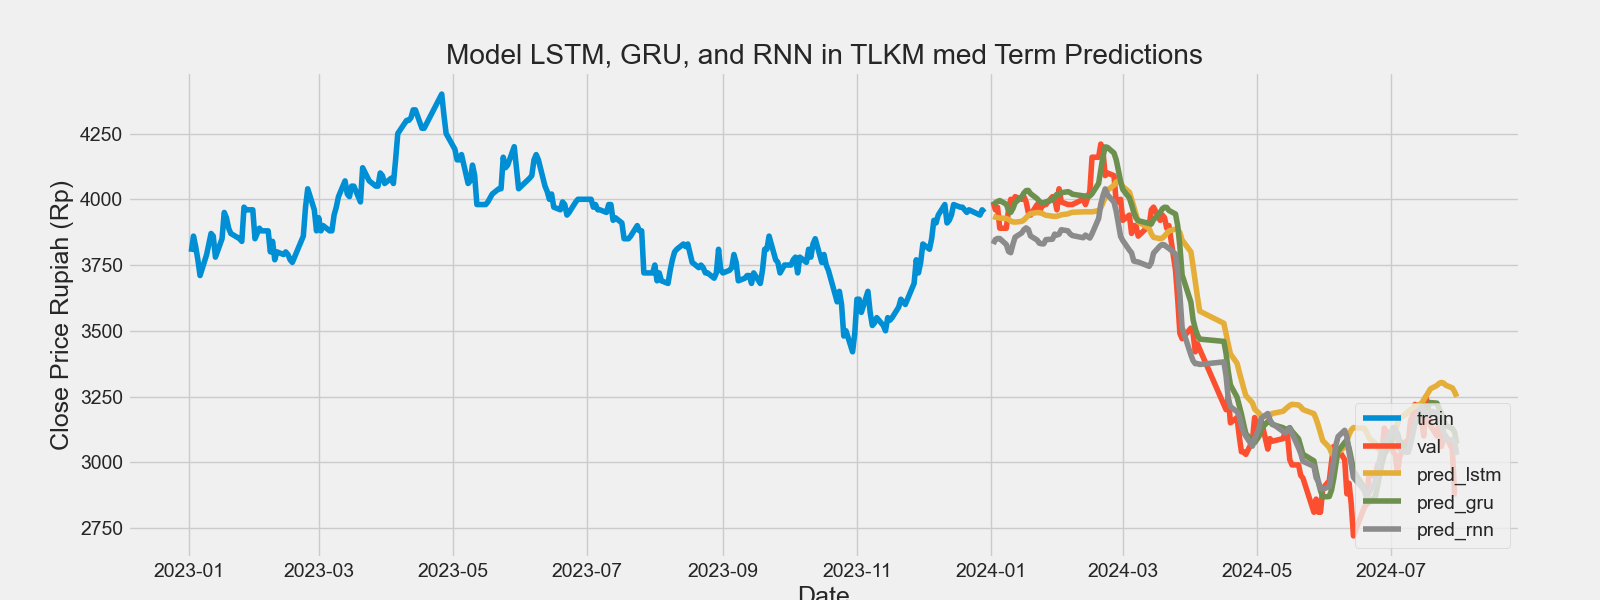 Model LSTM, GRU, and RNN in TLKM med Term Predictions
Close Price Rupiah (Rp)
4250
4000
3750
3500
3250
3000
2750
train
val
pred_lstm
pred_gru
pred_rnn
2023-01
2023-03
2023-05
2023-07
2023-09
2023-11
2024-01
2024-03
2024-05
2024-07
Date